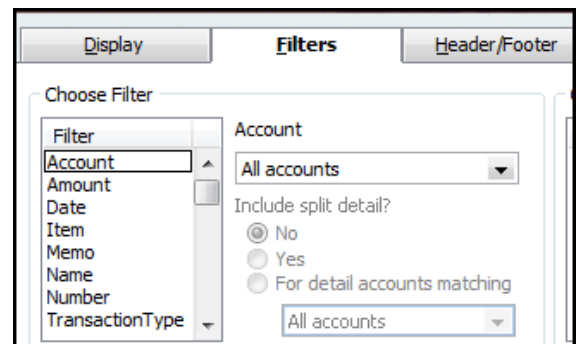 Display Filters Header/Footer
Choose Filter
Filter
Account
Amount
Date
Item
Memo
Name
Number
TransactionType
Account
All accounts
Include split detail?
No
Yes
For detail accounts matching
All accounts